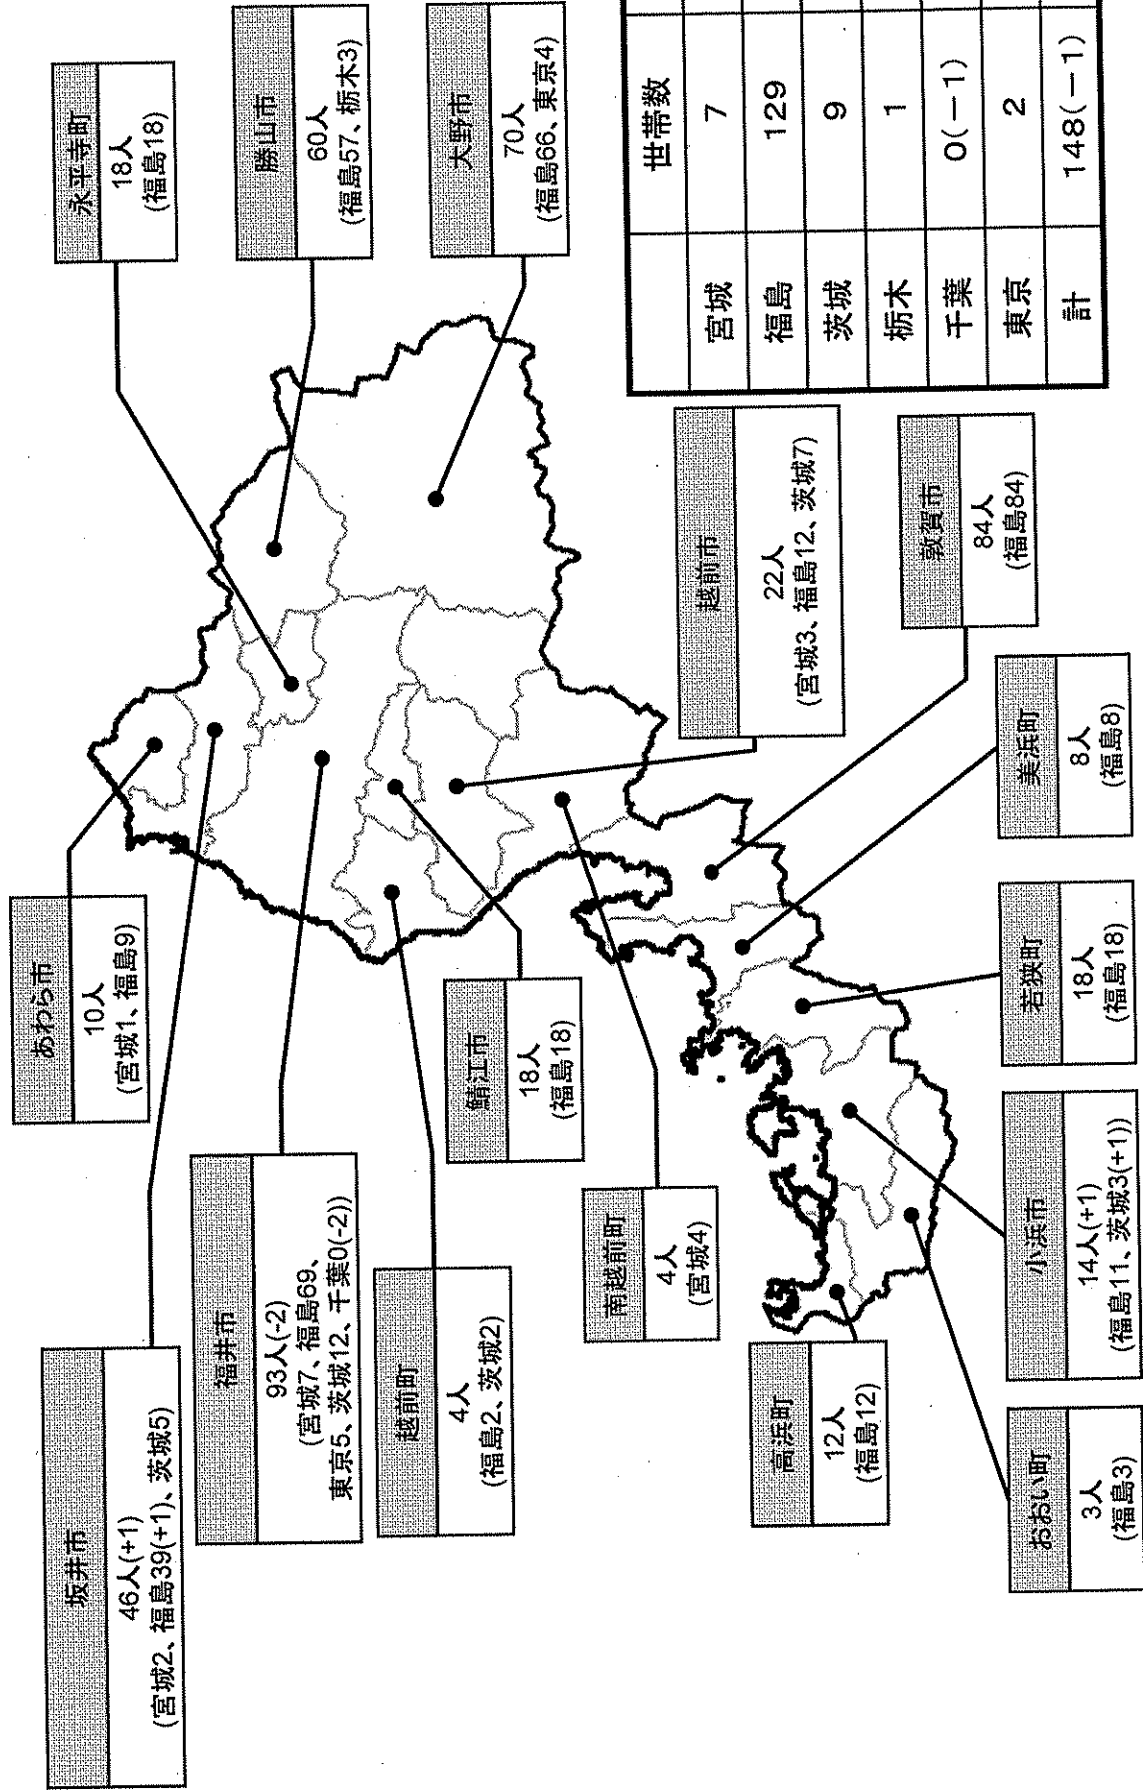 坂井市
46人(+1)
(宮城2、福島39(+1)、茨城5)
あわら市
10人
(宮城1、福島9)
永平寺町
18人
(福島18)
勝山市
60人
(福島57、栃木3)
大野市
70人
(福島66、東京4)
福井市
93人(-2)
(宮城7、福島69、
東京5、茨城12、千葉0(-2))
越前町
4人
(福島2、茨城2)
鯖江市
18人
(福島18)
南越前町
4人
(宮城4)
越前市
22人
(宮城3、福島12、茨城7)
敦賀市
84人
(福島84)
高浜町
12人
(福島12)
おおい町
3人
(福島3)
小浜市
14人(+1)
(福島11、茨城3(+1))
若狭町
18人
(福島18)
美浜町
8人
(福島8)
世帯数
宮城 7
福島 129
茨城 9
栃木 1
千葉 0(-1)
東京 2
計 148(-1)